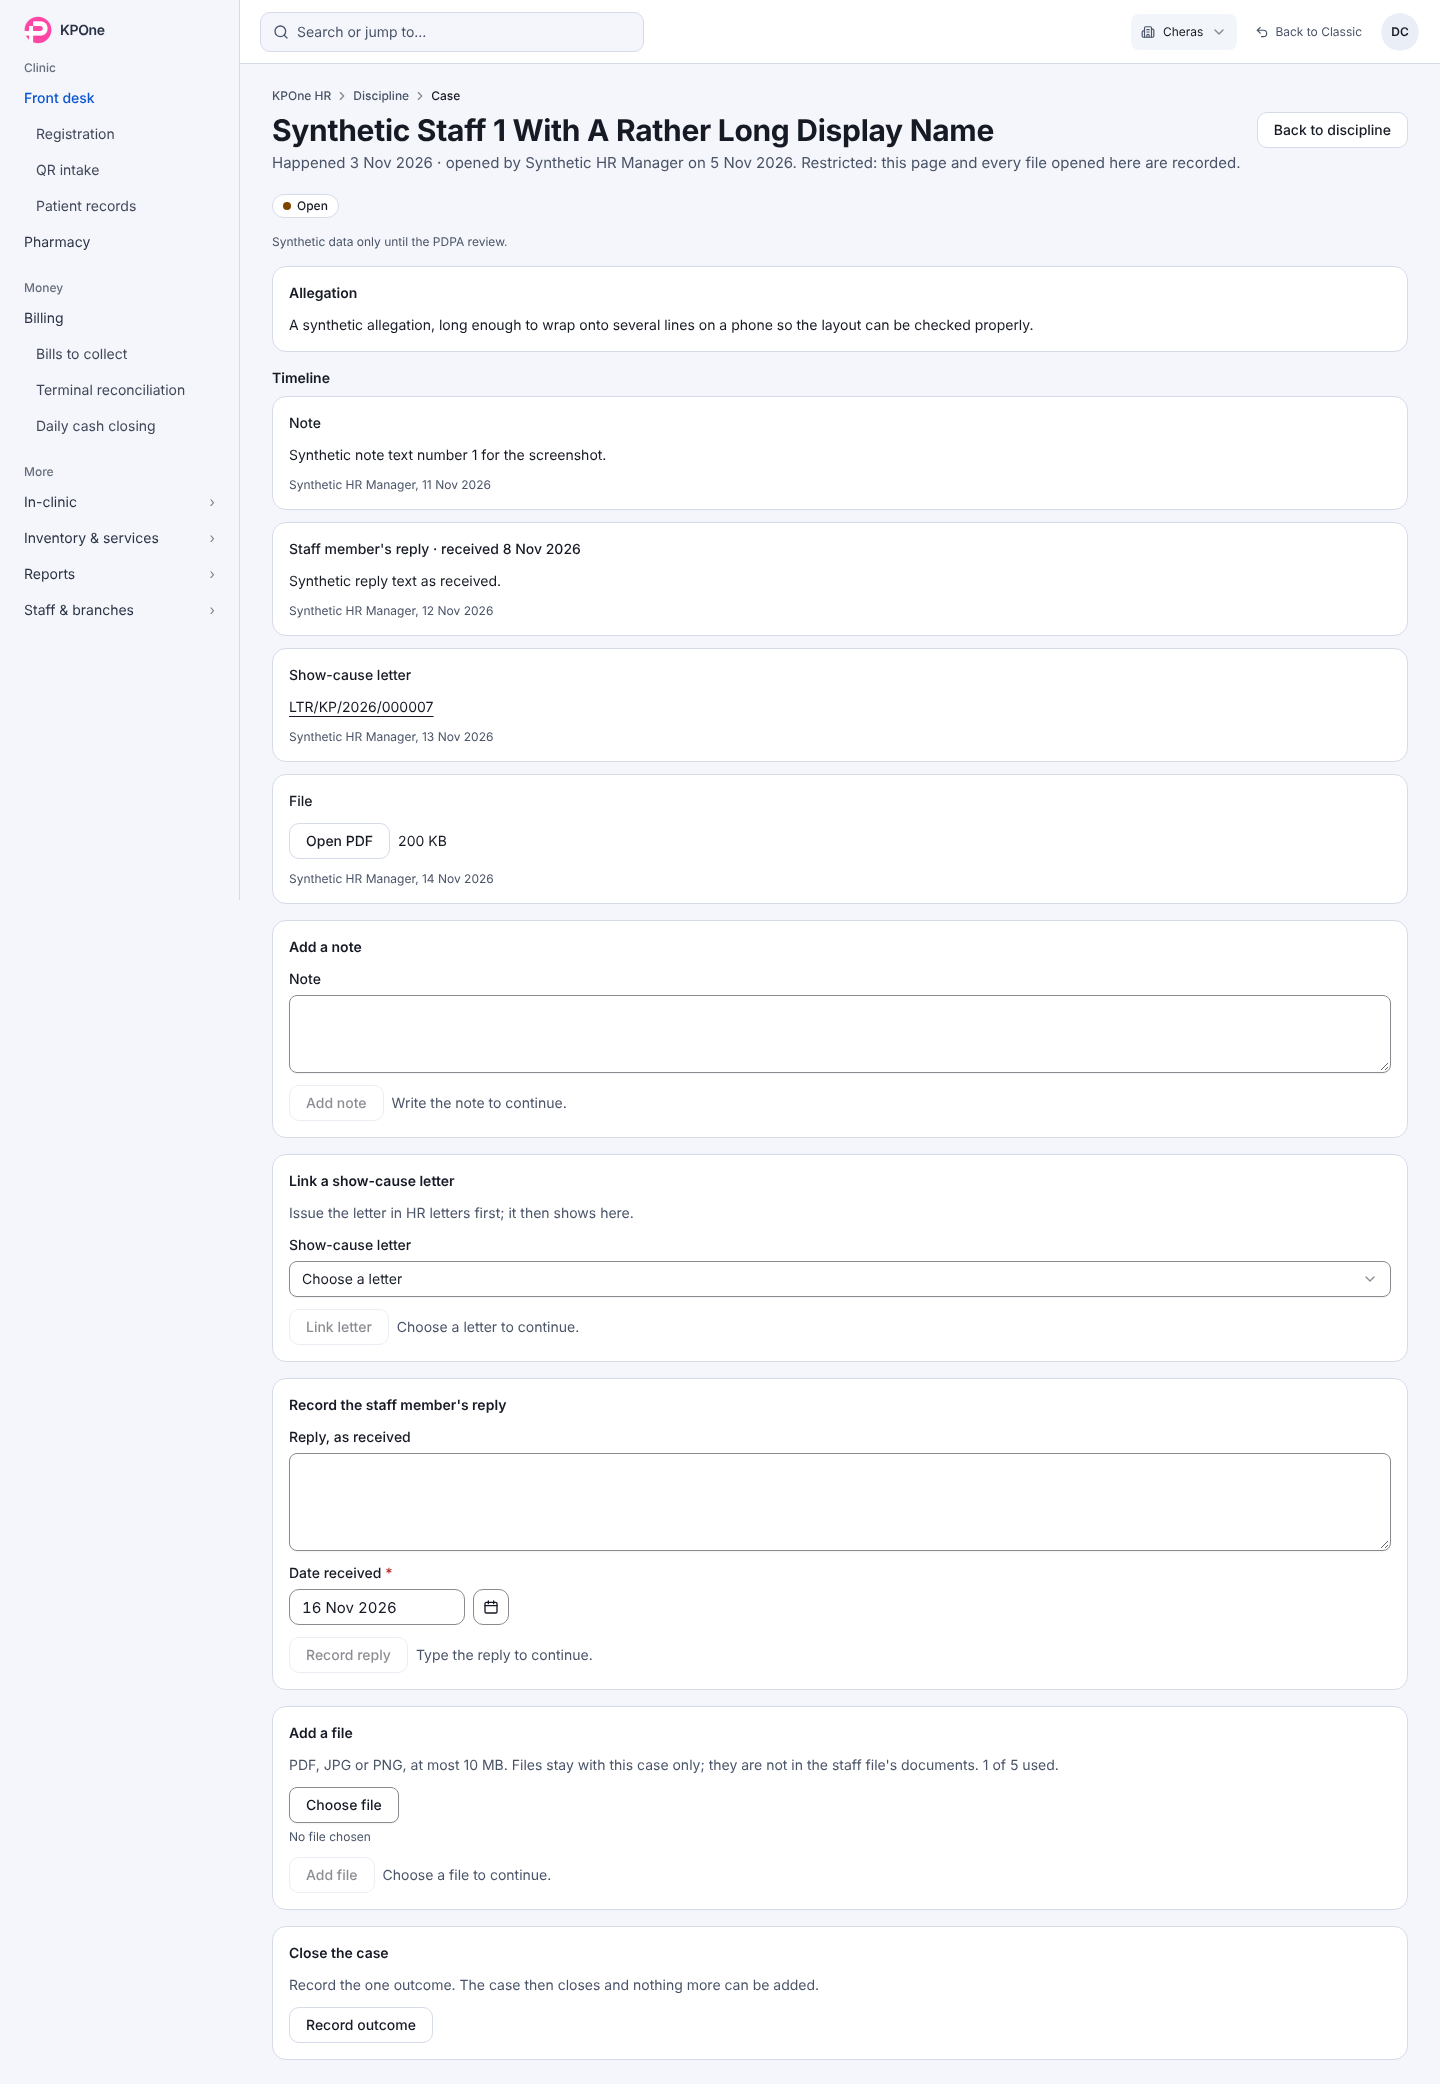 KPOne
Clinic
Front desk
Registration
QR intake
Patient records
Pharmacy
Money
Billing
Bills to collect
Terminal reconciliation
Daily cash closing
More
In-clinic
Inventory & services
Reports
Staff & branches
Search or jump to...
Cheras
Back to Classic
DC
KPOne HR > Discipline > Case
Synthetic Staff 1 With A Rather Long Display Name
Back to discipline
Happened 3 Nov 2026 · opened by Synthetic HR Manager on 5 Nov 2026. Restricted: this page and every file opened here are recorded.
Open
Synthetic data only until the PDPA review.
Allegation
A synthetic allegation, long enough to wrap onto several lines on a phone so the layout can be checked properly.
Timeline
Note
Synthetic note text number 1 for the screenshot.
Synthetic HR Manager, 11 Nov 2026
Staff member's reply · received 8 Nov 2026
Synthetic reply text as received.
Synthetic HR Manager, 12 Nov 2026
Show-cause letter
LTR/KP/2026/000007
Synthetic HR Manager, 13 Nov 2026
File
Open PDF 200 KB
Synthetic HR Manager, 14 Nov 2026
Add a note
Note
Add note Write the note to continue.
Link a show-cause letter
Issue the letter in HR letters first; it then shows here.
Show-cause letter
Choose a letter
Link letter Choose a letter to continue.
Record the staff member's reply
Reply, as received
Date received *
16 Nov 2026
Record reply Type the reply to continue.
Add a file
PDF, JPG or PNG, at most 10 MB. Files stay with this case only; they are not in the staff file's documents. 1 of 5 used.
Choose file
No file chosen
Add file Choose a file to continue.
Close the case
Record the one outcome. The case then closes and nothing more can be added.
Record outcome